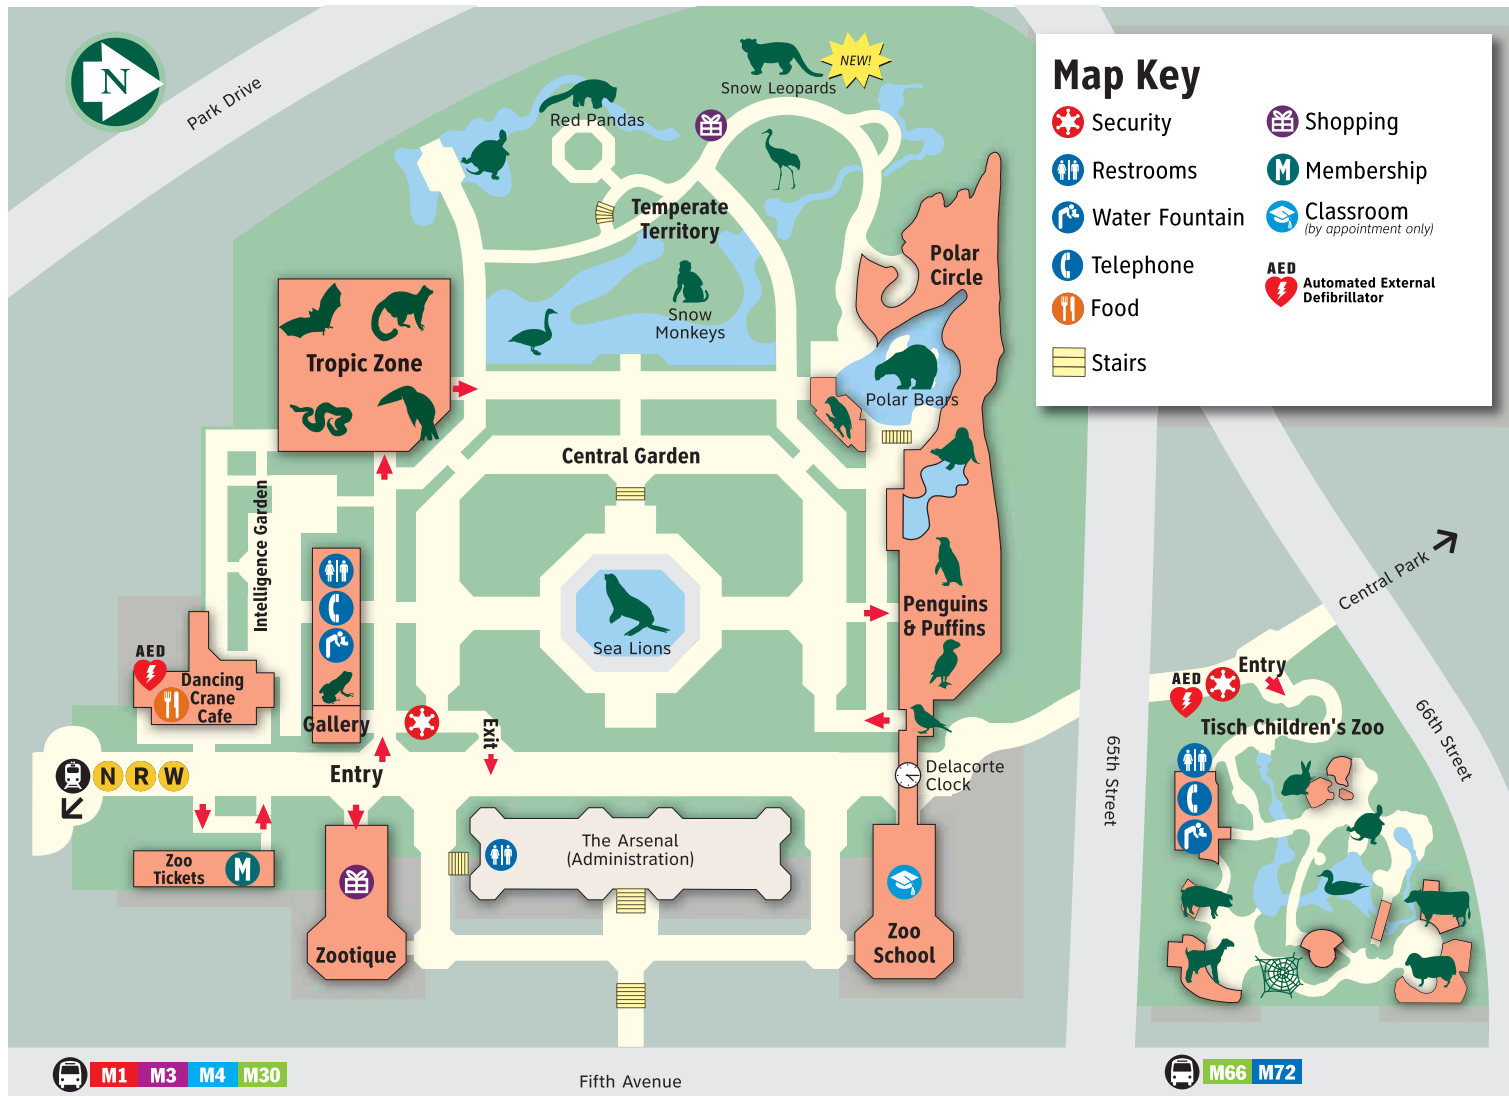 N
Park Drive
Snow Leopards
NEW!
Red Pandas
Temperate
Territory
Polar
Circle
Snow
Monkeys
Tropic Zone
Polar Bears
Central Garden
Intelligence Garden
Sea Lions
Penguins
& Puffins
AED
Dancing
Crane
Cafe
Gallery
Exit
Entry
N R W
Delacorte
Clock
Zoo
Tickets
M
The Arsenal
(Administration)
Zootique
Zoo
School
M1 M3 M4 M30
Fifth Avenue
Map Key
Security
Restrooms
Water Fountain
Telephone
Food
Stairs
Shopping
M
Membership
Classroom
(by appointment only)
AED
Automated External
Defibrillator
Central Park
65th Street
66th Street
Entry
AED
Tisch Children's Zoo
M66 M72